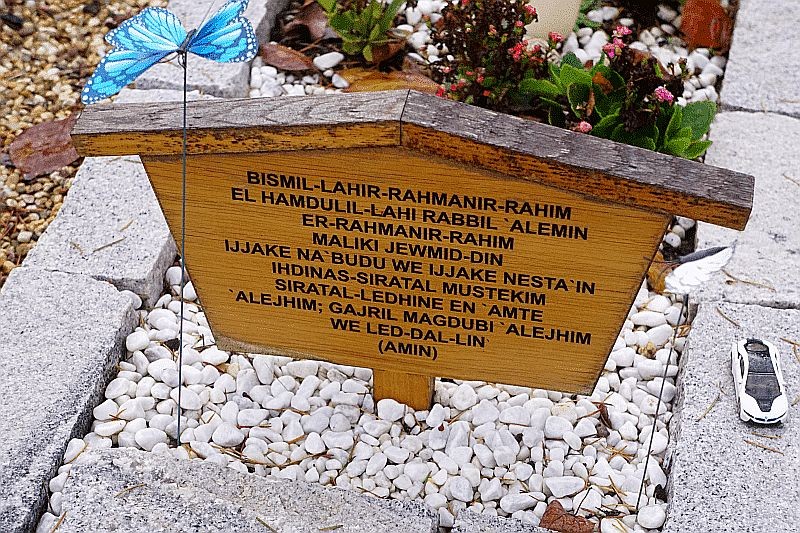 BISMIL-LAHIR-RAHMANIR-RAHIM
EL HAMDULIL-LAHI RABBIL `ALEMIN
ER-RAHMANIR-RAHIM
MALIKI JEWMID-DIN
IJJAKE NA`BUDU WE IJJAKE NESTA`IN
IHDINAS-SIRATAL MUSTEKIM
SIRATAL-LEDHINE EN `AMTE
`ALEJHIM; GAJRIL MAGDUBI `ALEJHIM
WE LED-DAL-LIN`
(AMIN)